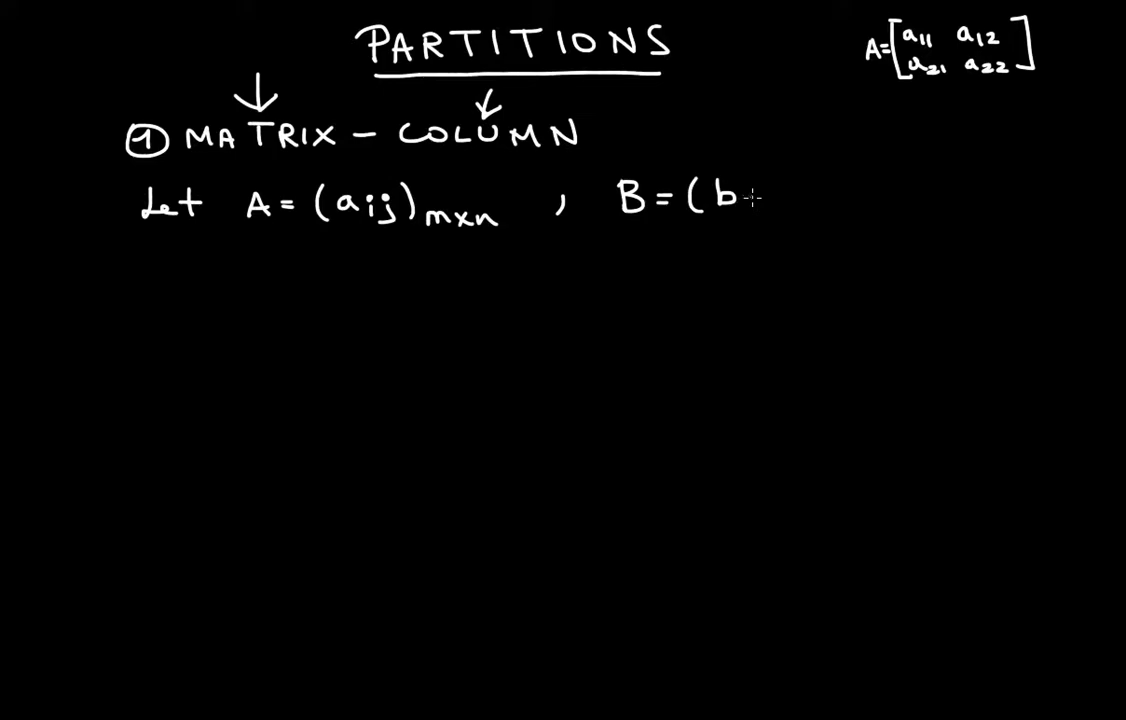 PARTITIONS
A=[a11 a12
a21 a22]
① MATRIX - COLUMN
Let A = (aij)mxn , B = (b